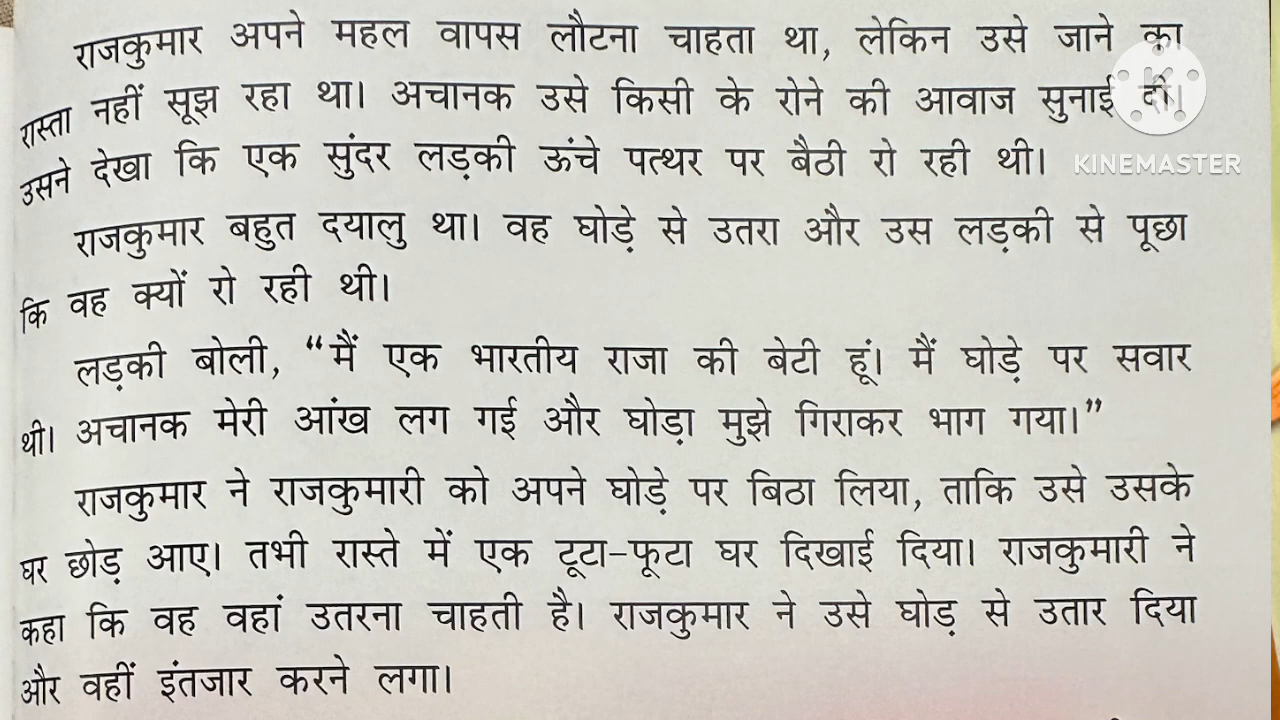 राजकुमार अपने महल वापस लौटना चाहता था, लेकिन उसे जाने का
रास्ता नहीं सूझ रहा था। अचानक उसे किसी के रोने की आवाज सुनाई दी।
उसने देखा कि एक सुंदर लड़की ऊंचे पत्थर पर बैठी रो रही थी।
KINEMASTER
राजकुमार बहुत दयालु था। वह घोड़े से उतरा और उस लड़की से पूछा
कि वह क्यों रो रही थी।
लड़की बोली, “मैं एक भारतीय राजा की बेटी हूं। मैं घोड़े पर सवार
थी। अचानक मेरी आंख लग गई और घोड़ा मुझे गिराकर भाग गया।”
राजकुमार ने राजकुमारी को अपने घोड़े पर बिठा लिया, ताकि उसे उसके
घर छोड़ आए। तभी रास्ते में एक टूटा-फूटा घर दिखाई दिया। राजकुमारी ने
कहा कि वह वहां उतरना चाहती है। राजकुमार ने उसे घोड़ से उतार दिया
और वहीं इंतजार करने लगा।